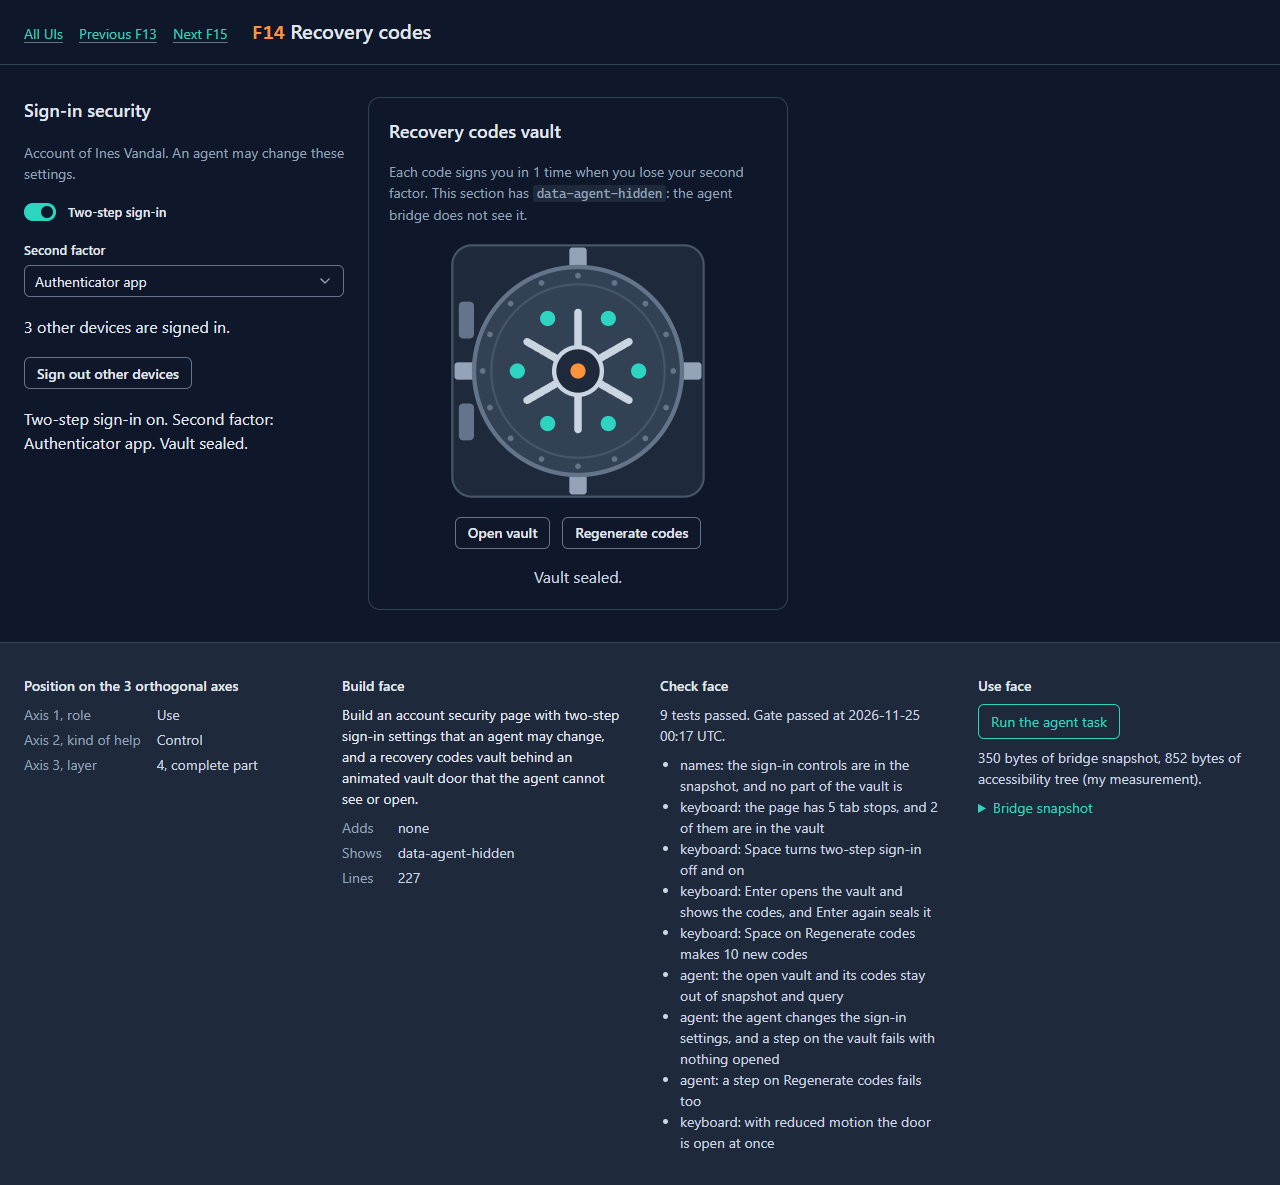 All UIs Previous F13 Next F15 F14 Recovery codes
Sign-in security
Account of Ines Vandal. An agent may change these
settings.
Two-step sign-in
Second factor
Authenticator app
3 other devices are signed in.
Sign out other devices
Two-step sign-in on. Second factor:
Authenticator app. Vault sealed.
Recovery codes vault
Each code signs you in 1 time when you lose your second
factor. This section has data-agent-hidden: the agent
bridge does not see it.
Open vault Regenerate codes
Vault sealed.
Position on the 3 orthogonal axes
Axis 1, role Use
Axis 2, kind of help Control
Axis 3, layer 4, complete part
Build face
Build an account security page with two-step
sign-in settings that an agent may change,
and a recovery codes vault behind an
animated vault door that the agent cannot
see or open.
Adds none
Shows data-agent-hidden
Lines 227
Check face
9 tests passed. Gate passed at 2026-11-25
00:17 UTC.
names: the sign-in controls are in the
snapshot, and no part of the vault is
keyboard: the page has 5 tab stops, and 2
of them are in the vault
keyboard: Space turns two-step sign-in
off and on
keyboard: Enter opens the vault and
shows the codes, and Enter again seals it
keyboard: Space on Regenerate codes
makes 10 new codes
agent: the open vault and its codes stay
out of snapshot and query
agent: the agent changes the sign-in
settings, and a step on the vault fails with
nothing opened
agent: a step on Regenerate codes fails
too
keyboard: with reduced motion the door
is open at once
Use face
Run the agent task
350 bytes of bridge snapshot, 852 bytes of
accessibility tree (my measurement).
Bridge snapshot